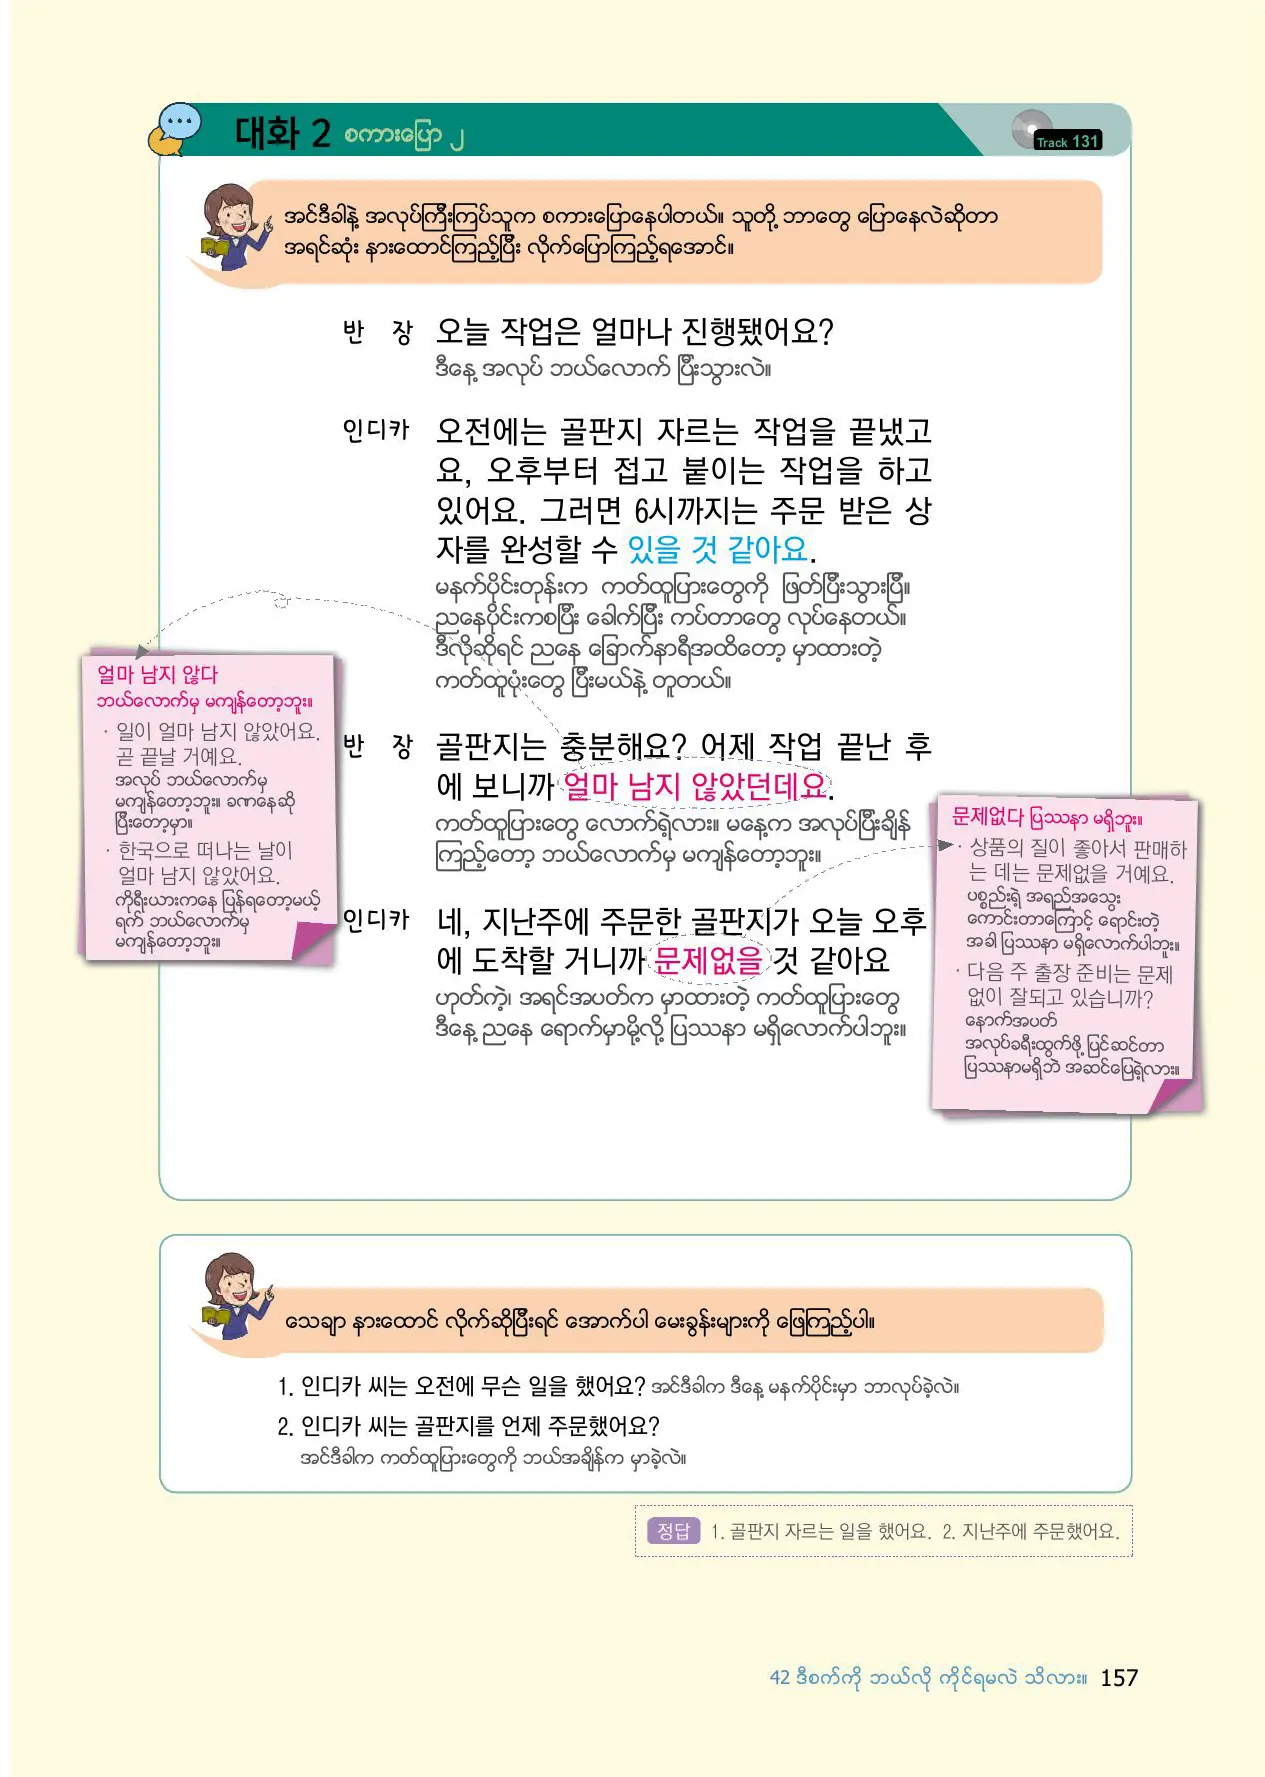 대화 2 စကားပြော ၂
Track 131
အင်ဒီခါနဲ့ အလုပ်ကြီးကြပ်သူက စကားပြောနေပါတယ်။ သူတို့ ဘာတွေ ပြောနေလဲဆိုတာ
အရင်ဆုံး နားထောင်ကြည့်ပြီး လိုက်ပြောကြည့်ရအောင်။
반 장 오늘 작업은 얼마나 진행됐어요?
ဒီနေ့ အလုပ် ဘယ်လောက် ပြီးသွားလဲ။
인디카 오전에는 골판지 자르는 작업을 끝냈고
요, 오후부터 접고 붙이는 작업을 하고
있어요. 그러면 6시까지는 주문 받은 상
자를 완성할 수 있을 것 같아요.
မနက်ပိုင်းတုန်းက ကတ်ထူပြားတွေကို ဖြတ်ပြီးသွားပြီ။
ညနေပိုင်းကစပြီး ခေါက်ပြီး ကပ်တာတွေ လုပ်နေတယ်။
ဒီလိုဆိုရင် ညနေ ခြောက်နာရီအထိတော့ မှာထားတဲ့
ကတ်ထူပုံးတွေ ပြီးမယ်နဲ့ တူတယ်။
반 장 골판지는 충분해요? 어제 작업 끝난 후
에 보니까 얼마 남지 않았던데요.
ကတ်ထူပြားတွေ လောက်ရဲ့လား။ မနေ့က အလုပ်ပြီးချိန်
ကြည့်တော့ ဘယ်လောက်မှ မကျန်တော့ဘူး။
인디카 네, 지난주에 주문한 골판지가 오늘 오후
에 도착할 거니까 문제없을 것 같아요
ဟုတ်ကဲ့၊ အရင်အပတ်က မှာထားတဲ့ ကတ်ထူပြားတွေ
ဒီနေ့ ညနေ ရောက်မှာမို့လို့ ပြဿနာ မရှိလောက်ပါဘူး။
얼마 남지 않다
ဘယ်လောက်မှ မကျန်တော့ဘူး။
· 일이 얼마 남지 않았어요.
곧 끝날 거예요.
အလုပ် ဘယ်လောက်မှ
မကျန်တော့ဘူး။ ခဏနေဆို
ပြီးတော့မှာ။
· 한국으로 떠나는 날이
얼마 남지 않았어요.
ကိုရီးယားကနေ ပြန်ရတော့မယ့်
ရက် ဘယ်လောက်မှ
မကျန်တော့ဘူး။
문제없다 ပြဿနာ မရှိဘူး။
· 상품의 질이 좋아서 판매하
는 데는 문제없을 거예요.
ပစ္စည်းရဲ့ အရည်အသွေး
ကောင်းတာကြောင့် ရောင်းတဲ့
အခါ ပြဿနာ မရှိလောက်ပါဘူး။
· 다음 주 출장 준비는 문제
없이 잘되고 있습니까?
နောက်အပတ်
အလုပ်ခရီးထွက်ဖို့ ပြင်ဆင်တာ
ပြဿနာမရှိဘဲ အဆင်ပြေရဲ့လား။
သေချာ နားထောင် လိုက်ဆိုပြီးရင် အောက်ပါ မေးခွန်းများကို ဖြေကြည့်ပါ။
1. 인디카 씨는 오전에 무슨 일을 했어요? အင်ဒီခါက ဒီနေ့ မနက်ပိုင်းမှာ ဘာလုပ်ခဲ့လဲ။
2. 인디카 씨는 골판지를 언제 주문했어요?
အင်ဒီခါက ကတ်ထူပြားတွေကို ဘယ်အချိန်က မှာခဲ့လဲ။
정답 1. 골판지 자르는 일을 했어요. 2. 지난주에 주문했어요.
42 ဒီစက်ကို ဘယ်လို ကိုင်ရမလဲ သိလား။ 157